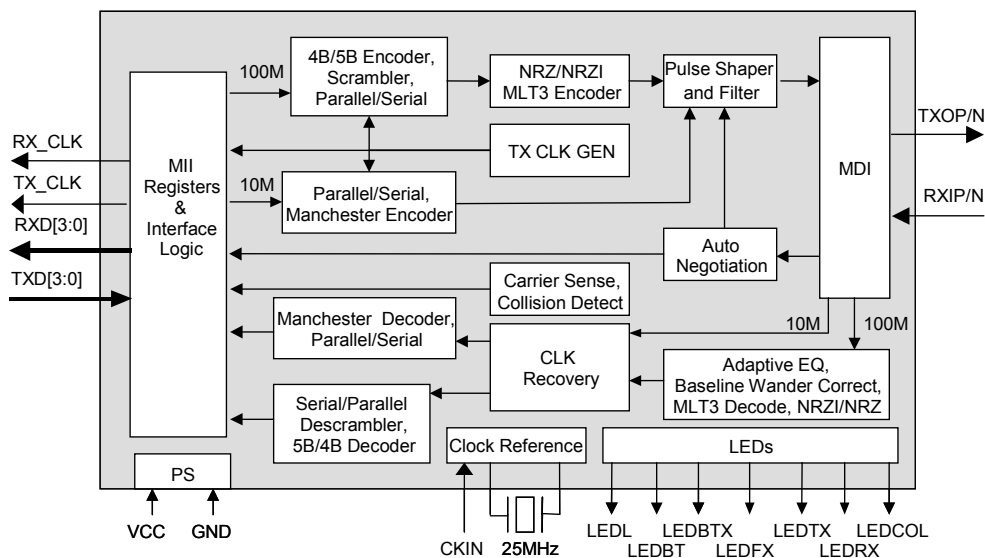 4B/5B Encoder,
Scrambler,
Parallel/Serial
100M
NRZ/NRZI
MLT3 Encoder
Pulse Shaper
and Filter
MDI
TXOP/N
RXIP/N
RX_CLK
TX_CLK
RXD[3:0]
TXD[3:0]
MII
Registers
&
Interface
Logic
TX CLK GEN
10M
Parallel/Serial,
Manchester Encoder
Auto
Negotiation
Carrier Sense,
Collision Detect
Manchester Decoder,
Parallel/Serial
CLK
Recovery
10M
100M
Adaptive EQ,
Baseline Wander Correct,
MLT3 Decode, NRZI/NRZ
Serial/Parallel
Descrambler,
5B/4B Decoder
Clock Reference
LEDs
PS
VCC
GND
CKIN
25MHz
LEDL
LEDBT
LEDBTX
LEDFX
LEDTX
LEDRX
LEDCOL